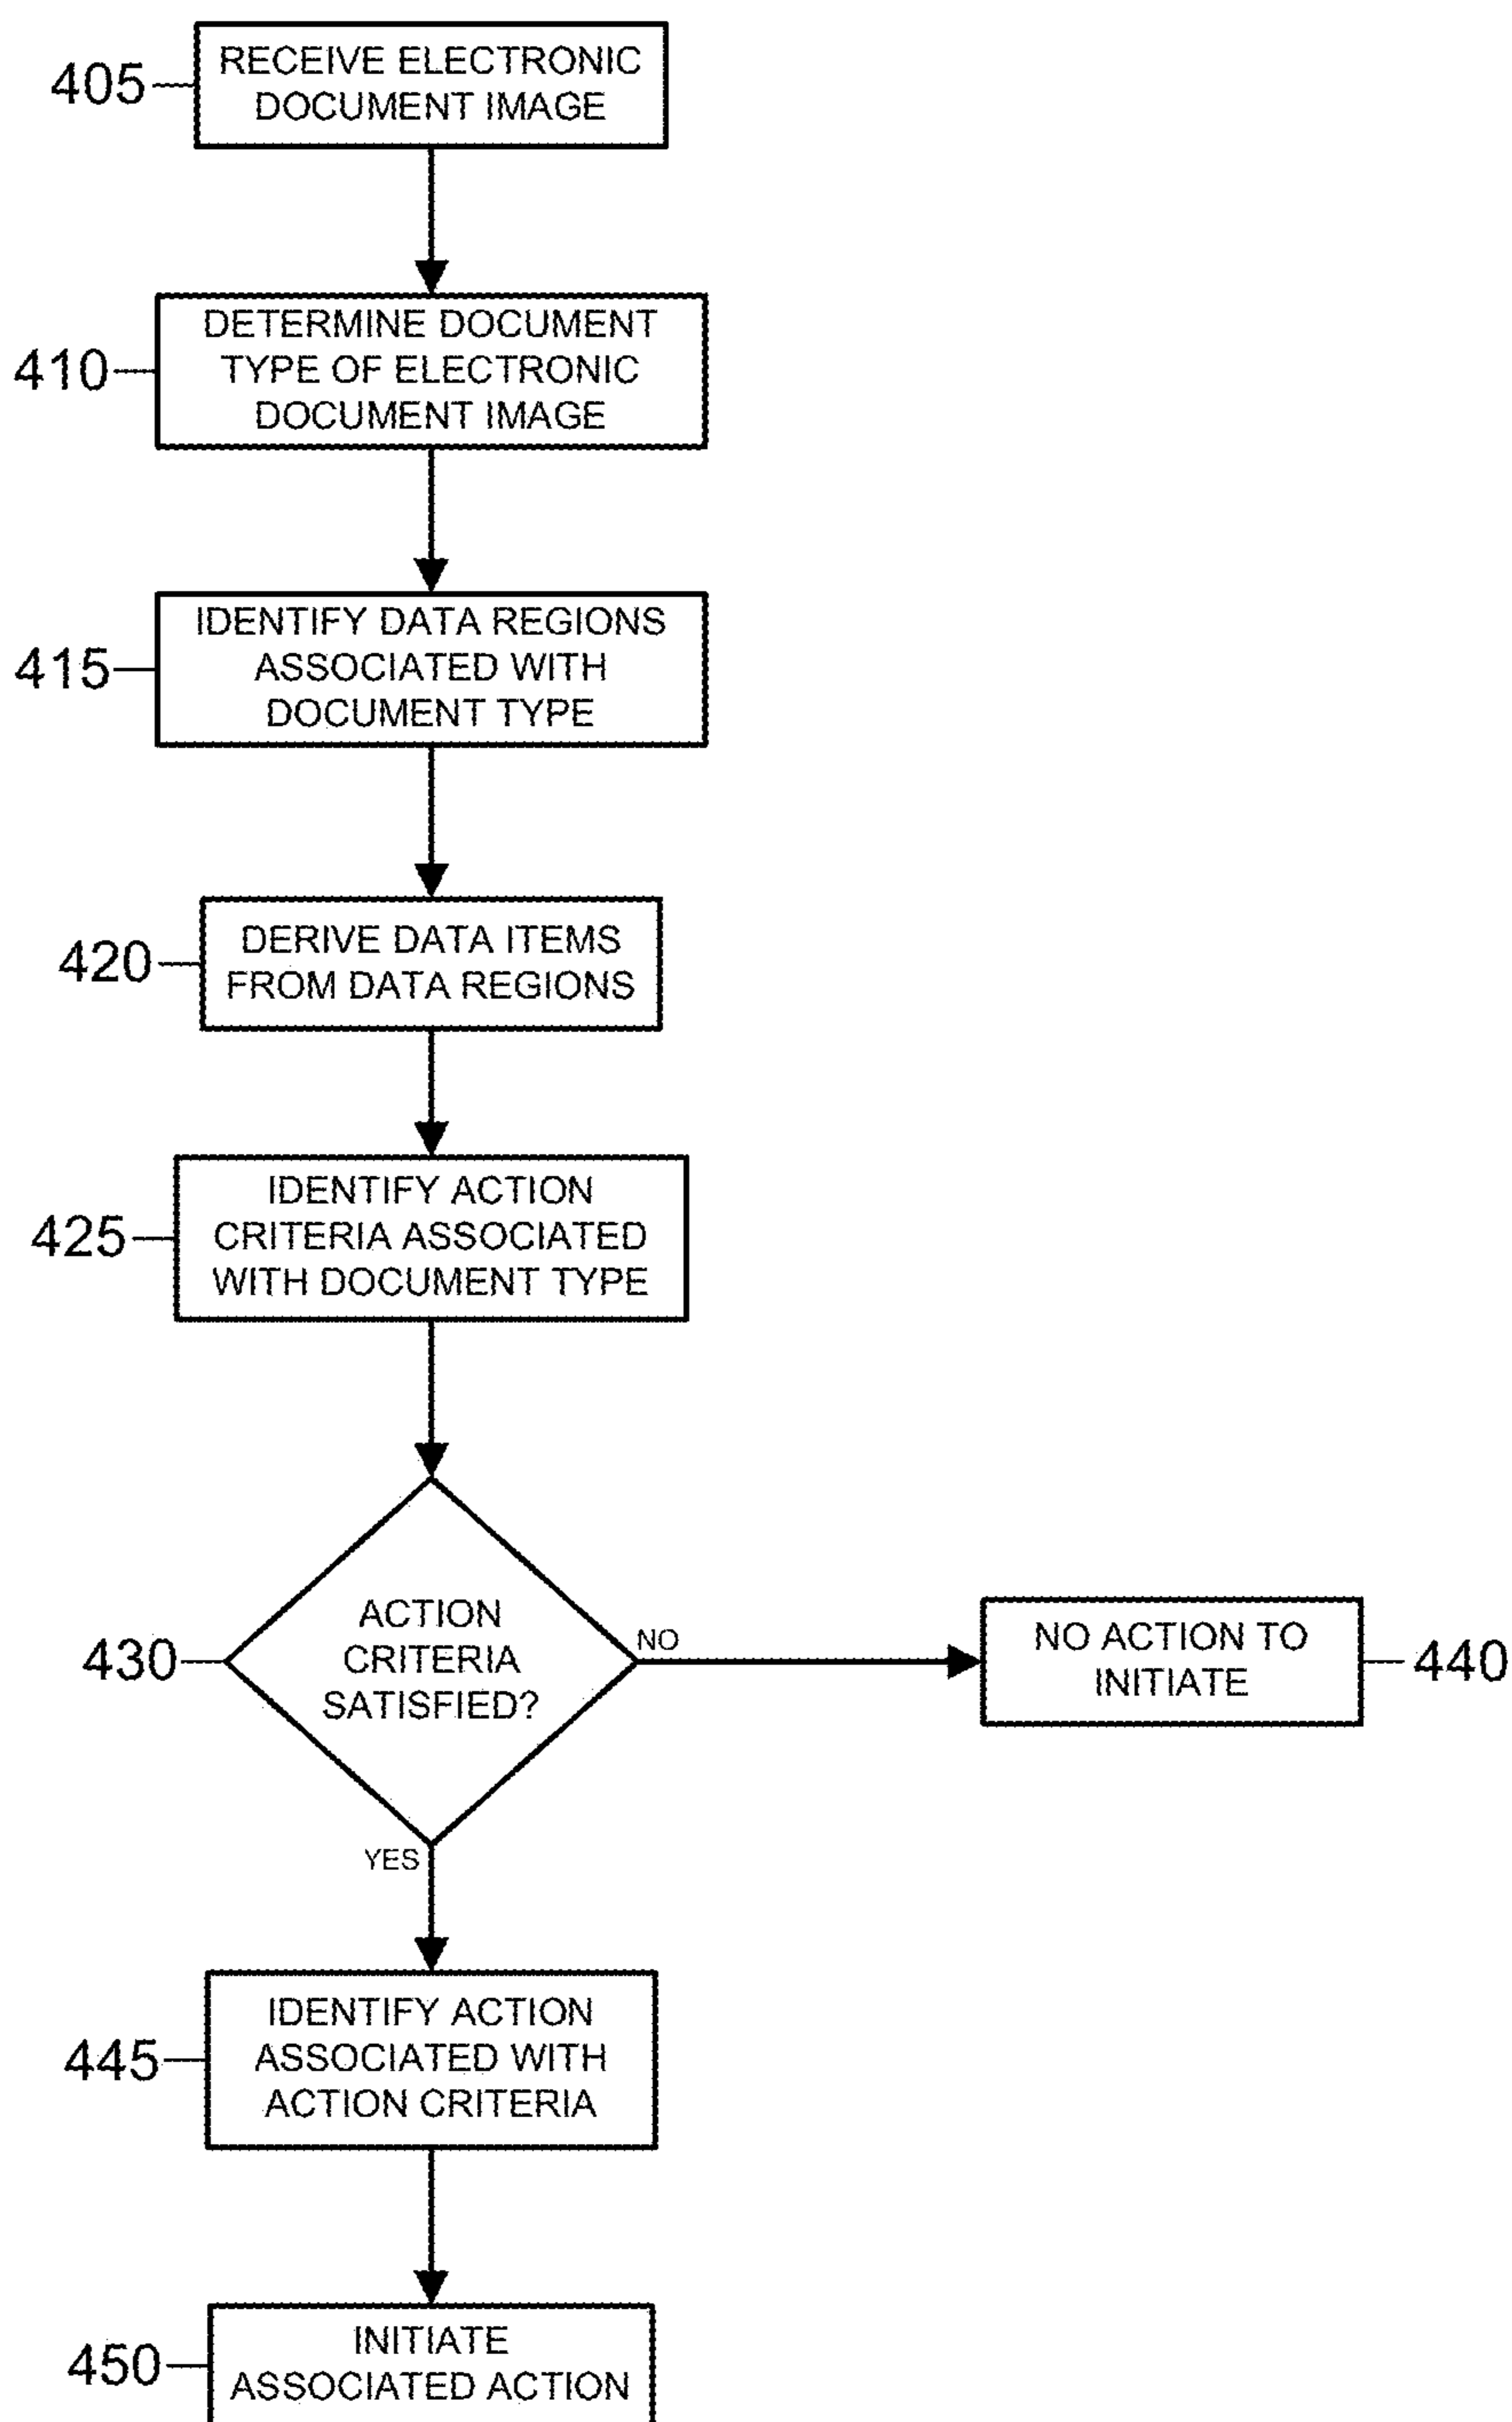 405
RECEIVE ELECTRONIC
DOCUMENT IMAGE
410
DETERMINE DOCUMENT
TYPE OF ELECTRONIC
DOCUMENT IMAGE
415
IDENTIFY DATA REGIONS
ASSOCIATED WITH
DOCUMENT TYPE
420
DERIVE DATA ITEMS
FROM DATA REGIONS
425
IDENTIFY ACTION
CRITERIA ASSOCIATED
WITH DOCUMENT TYPE
430
ACTION
CRITERIA
SATISFIED?
NO
NO ACTION TO
INITIATE
440
YES
445
IDENTIFY ACTION
ASSOCIATED WITH
ACTION CRITERIA
450
INITIATE
ASSOCIATED ACTION